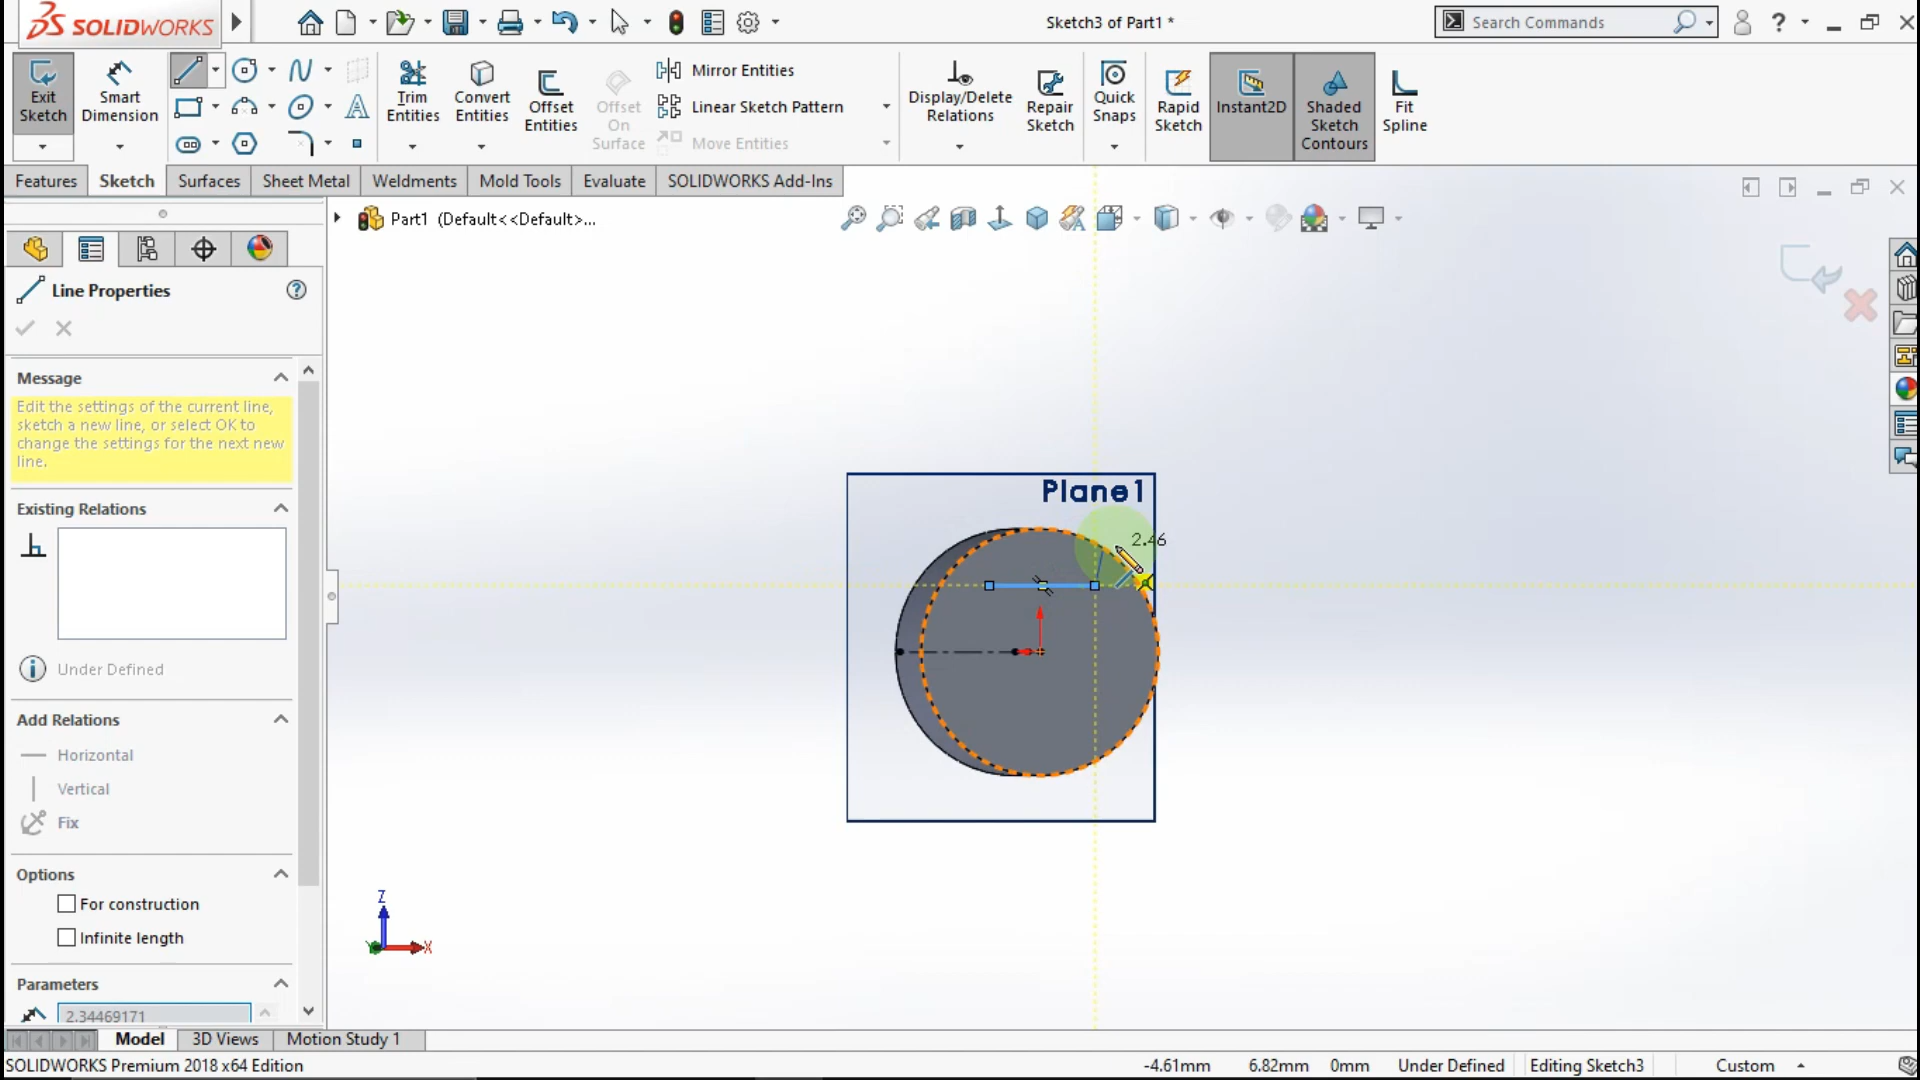 SOLIDWORKS
Sketch3 of Part1 *
Search Commands
Exit Sketch
Smart Dimension
Trim Entities
Convert Entities
Offset Entities
Offset On Surface
Mirror Entities
Linear Sketch Pattern
Move Entities
Display/Delete Relations
Repair Sketch
Quick Snaps
Rapid Sketch
Instant2D
Shaded Sketch Contours
Fit Spline
Features
Sketch
Surfaces
Sheet Metal
Weldments
Mold Tools
Evaluate
SOLIDWORKS Add-Ins
Part1 (Default<<Default>...
Line Properties
Message
Edit the settings of the current line,
sketch a new line, or select OK to
change the settings for the next new
line.
Existing Relations
Under Defined
Add Relations
Horizontal
Vertical
Fix
Options
For construction
Infinite length
Parameters
2.34469171
Plane1
2.46
Z
X
Model
3D Views
Motion Study 1
SOLIDWORKS Premium 2018 x64 Edition
-4.61mm
6.82mm
0mm
Under Defined
Editing Sketch3
Custom